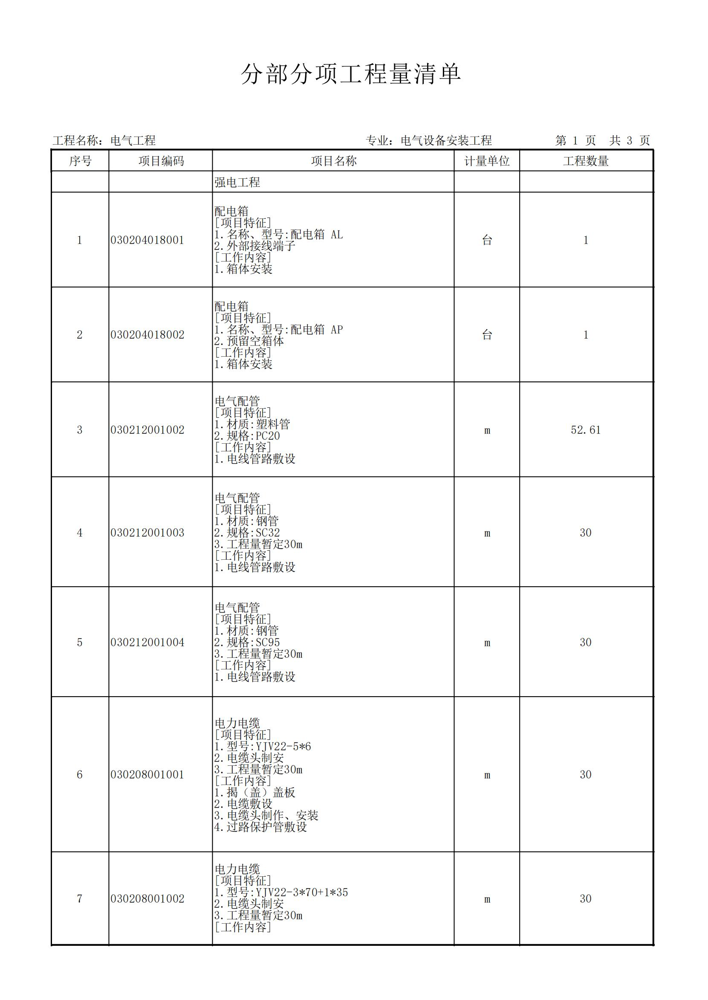 分部分项工程量清单
工程名称：电气工程 专业：电气设备安装工程 第 1 页 共 3 页
序号 项目编码 项目名称 计量单位 工程数量
强电工程
配电箱
[项目特征]
1.名称、型号:配电箱 AL
2.外部接线端子
[工作内容]
1.箱体安装
1 030204018001 台 1
配电箱
[项目特征]
1.名称、型号:配电箱 AP
2.预留空箱体
[工作内容]
1.箱体安装
2 030204018002 台 1
电气配管
[项目特征]
1.材质:塑料管
2.规格:PC20
[工作内容]
1.电线管路敷设
3 030212001002 m 52.61
电气配管
[项目特征]
1.材质:钢管
2.规格:SC32
3.工程量暂定30m
[工作内容]
1.电线管路敷设
4 030212001003 m 30
电气配管
[项目特征]
1.材质:钢管
2.规格:SC95
3.工程量暂定30m
[工作内容]
1.电线管路敷设
5 030212001004 m 30
电力电缆
[项目特征]
1.型号:YJV22-5*6
2.电缆头制安
3.工程量暂定30m
[工作内容]
1.揭（盖）盖板
2.电缆敷设
3.电缆头制作、安装
4.过路保护管敷设
6 030208001001 m 30
电力电缆
[项目特征]
1.型号:YJV22-3*70+1*35
2.电缆头制安
3.工程量暂定30m
[工作内容]
7 030208001002 m 30